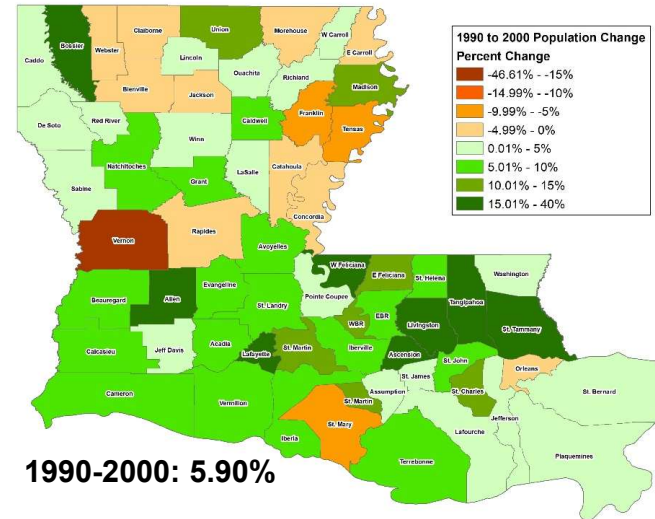 1990 to 2000 Population Change
Percent Change
-46.61% - -15%
-14.99% - -10%
-9.99% - -5%
-4.99% - 0%
0.01% - 5%
5.01% - 10%
10.01% - 15%
15.01% - 40%
Caddo
Bossier
Webster
Claiborne
Union
Morehouse
W Carroll
E Carroll
Lincoln
Ouachita
Richland
Madison
Bienville
Jackson
De Soto
Red River
Caldwell
Franklin
Tensas
Winn
Natchitoches
Sabine
Grant
LaSalle
Catahoula
Concordia
Vernon
Rapides
Avoyelles
W Feliciana
E Feliciana
St. Helena
Washington
Tangipahoa
Beauregard
Allen
Evangeline
St. Landry
Pointe Coupee
WBR
EBR
Livingston
St. Tammany
Calcasieu
Jeff Davis
Acadia
Lafayette
St. Martin
Iberville
Ascension
St. John
St. James
Orleans
St. Charles
St. Bernard
Cameron
Vermilion
Iberia
St. Mary
St. Martin
Assumption
Jefferson
Lafourche
Plaquemines
Terrebonne
1990-2000: 5.90%